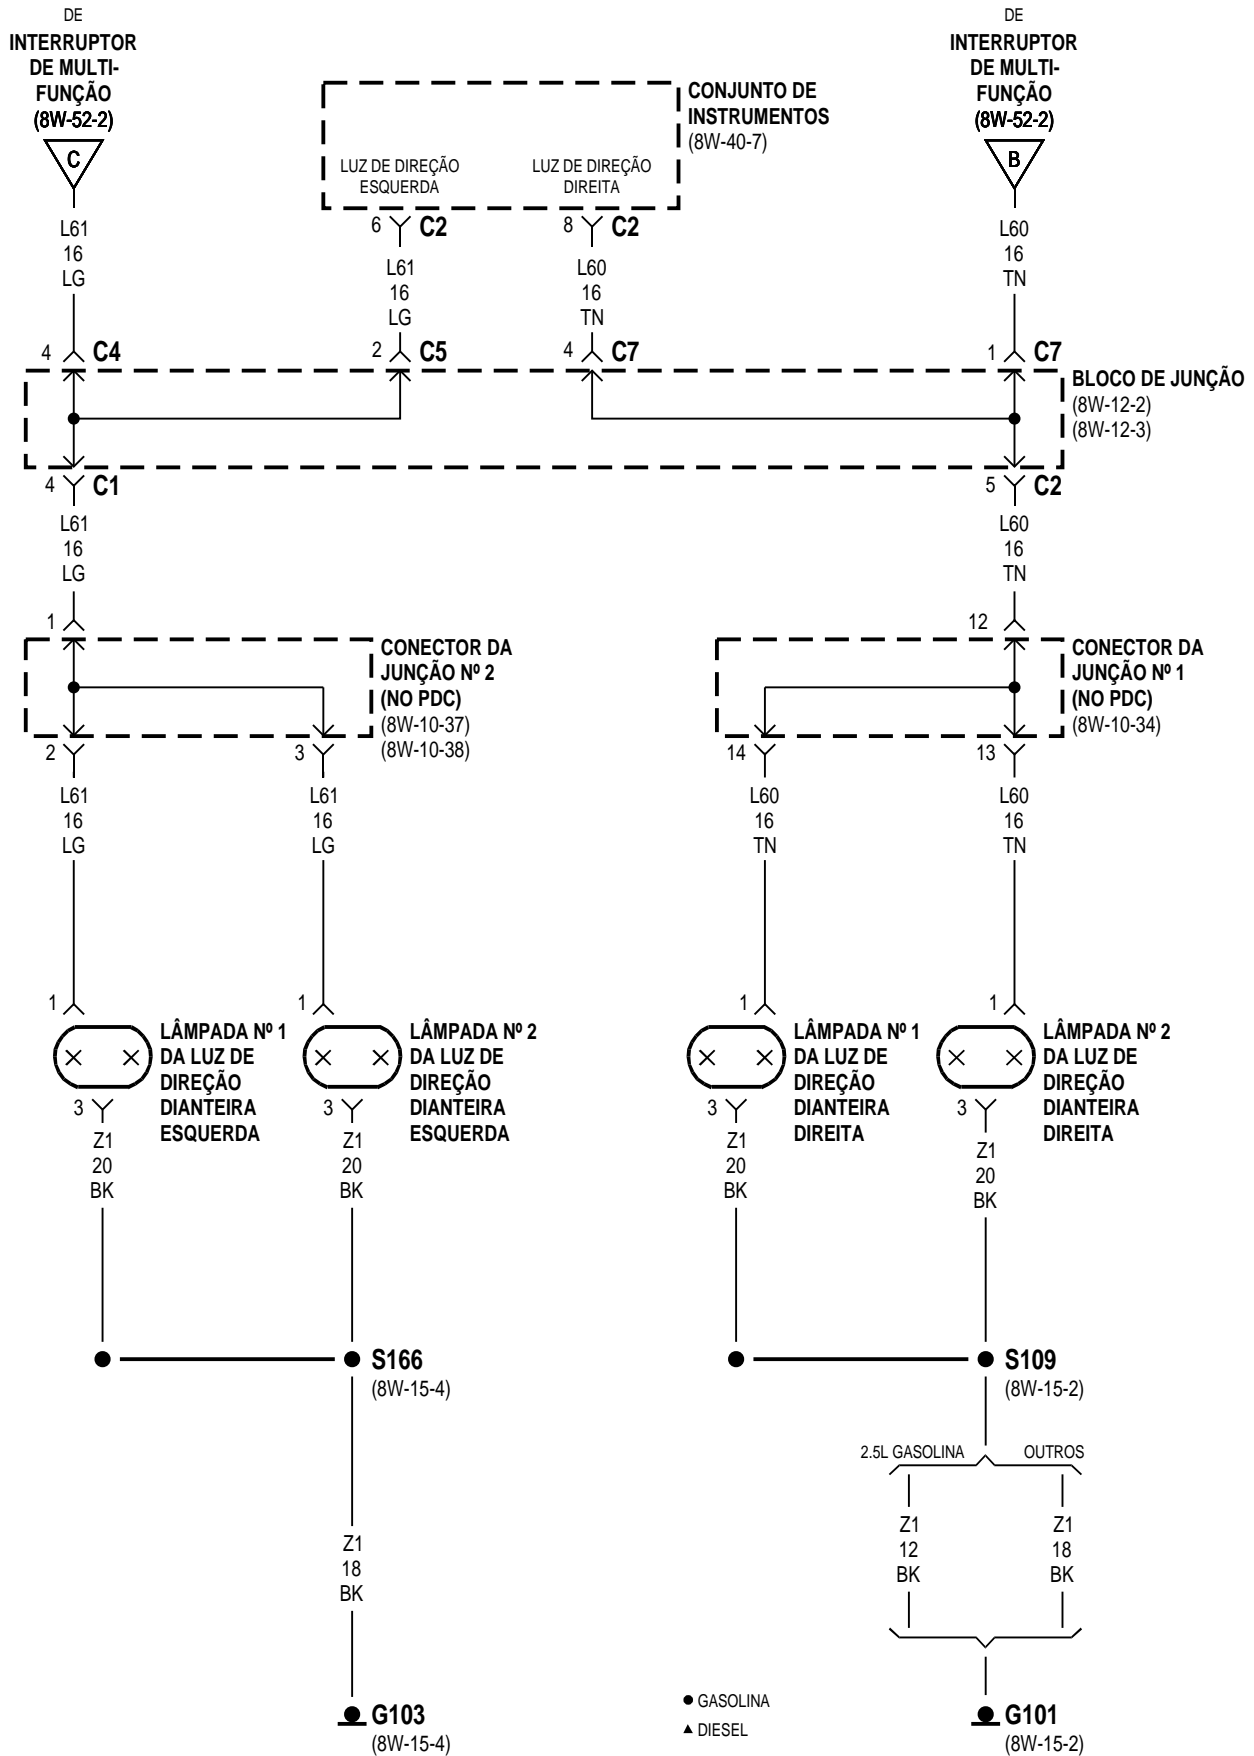 DE
INTERRUPTOR
DE MULTI-
FUNÇÃO
(8W-52-2)
C
CONJUNTO DE
INSTRUMENTOS
(8W-40-7)
LUZ DE DIREÇÃO
ESQUERDA
LUZ DE DIREÇÃO
DIREITA
DE
INTERRUPTOR
DE MULTI-
FUNÇÃO
(8W-52-2)
B
L61
16
LG
6 C2
L61
16
LG
8 C2
L60
16
TN
L60
16
TN
4 C4
2 C5
4 C7
1 C7
BLOCO DE JUNÇÃO
(8W-12-2)
(8W-12-3)
4 C1
5 C2
L61
16
LG
L60
16
TN
1
12
CONECTOR DA
JUNÇÃO Nº 2
(NO PDC)
(8W-10-37)
(8W-10-38)
CONECTOR DA
JUNÇÃO Nº 1
(NO PDC)
(8W-10-34)
2
3
14
13
L61
16
LG
L61
16
LG
L60
16
TN
L60
16
TN
1
1
1
1
LÂMPADA Nº 1
DA LUZ DE
DIREÇÃO
DIANTEIRA
ESQUERDA
LÂMPADA Nº 2
DA LUZ DE
DIREÇÃO
DIANTEIRA
ESQUERDA
LÂMPADA Nº 1
DA LUZ DE
DIREÇÃO
DIANTEIRA
DIREITA
LÂMPADA Nº 2
DA LUZ DE
DIREÇÃO
DIANTEIRA
DIREITA
3
3
3
3
Z1
20
BK
Z1
20
BK
Z1
20
BK
Z1
20
BK
S166
(8W-15-4)
S109
(8W-15-2)
2.5L GASOLINA
OUTROS
Z1
18
BK
Z1
12
BK
Z1
18
BK
G103
(8W-15-4)
● GASOLINA
▲ DIESEL
G101
(8W-15-2)